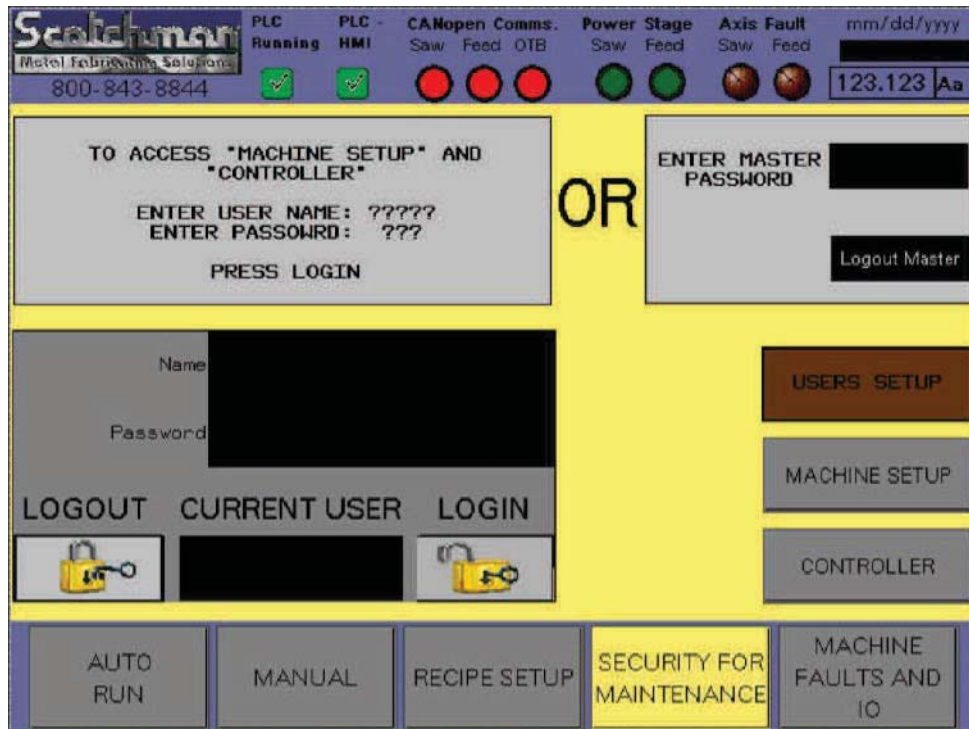 Scotchman
Metal Fabricating Solutions
800-843-8844
PLC Running
PLC - HMI
CANopen Comms.
Saw Feed OTB
Power Stage
Saw Feed
Axis Fault
Saw Feed
mm/dd/yyyy
123.123 Aa
TO ACCESS "MACHINE SETUP" AND
"CONTROLLER"
ENTER USER NAME: ?????
ENTER PASSOWRD: ???
PRESS LOGIN
OR
ENTER MASTER
PASSWORD
Logout Master
Name
Password
LOGOUT CURRENT USER LOGIN
USERS SETUP
MACHINE SETUP
CONTROLLER
AUTO
RUN
MANUAL
RECIPE SETUP
SECURITY FOR
MAINTENANCE
MACHINE
FAULTS AND
IO